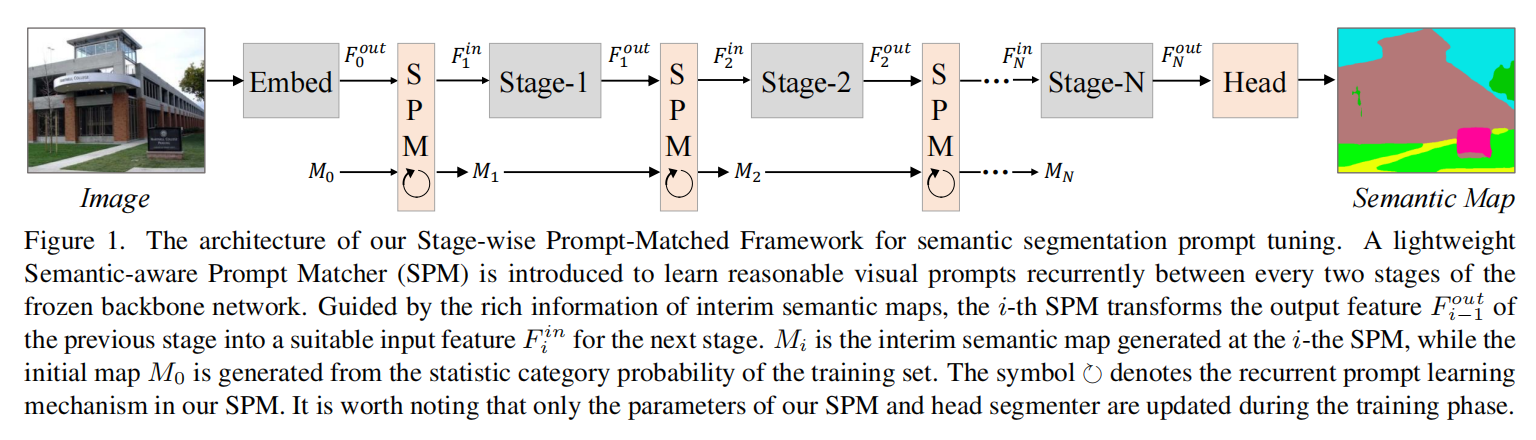 Embed
F_0^{out}
S
P
M
F_1^{in}
Stage-1
F_1^{out}
S
P
M
F_2^{in}
Stage-2
F_2^{out}
S
P
M
...
F_N^{in}
Stage-N
F_N^{out}
Head
M_0
M_1
M_2
...
M_N
Image
Semantic Map
Figure 1. The architecture of our Stage-wise Prompt-Matched Framework for semantic segmentation prompt tuning. A lightweight
Semantic-aware Prompt Matcher (SPM) is introduced to learn reasonable visual prompts recurrently between every two stages of the
frozen backbone network. Guided by the rich information of interim semantic maps, the i-th SPM transforms the output feature F_{i-1}^{out} of
the previous stage into a suitable input feature F_i^{in} for the next stage. M_i is the interim semantic map generated at the i-the SPM, while the
initial map M_0 is generated from the statistic category probability of the training set. The symbol ↻ denotes the recurrent prompt learning
mechanism in our SPM. It is worth noting that only the parameters of our SPM and head segmenter are updated during the training phase.